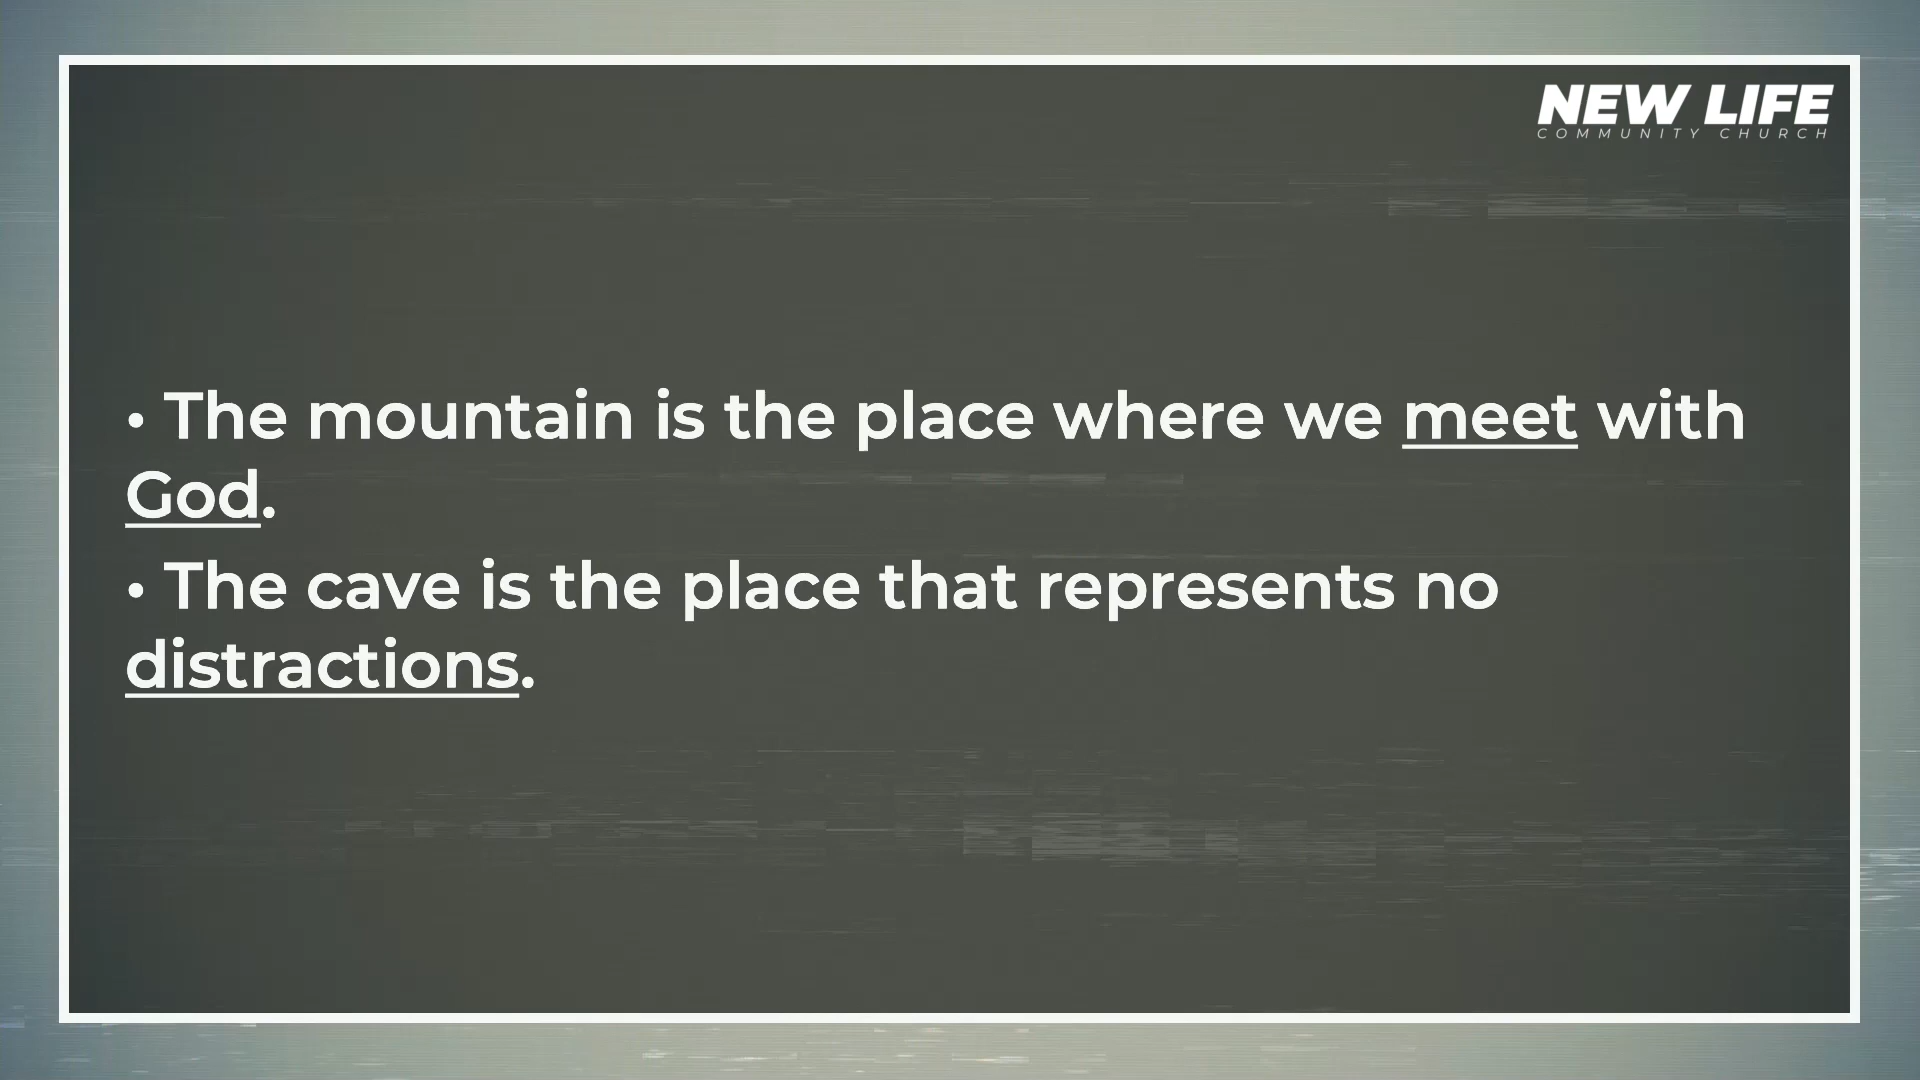 NEW LIFE
COMMUNITY CHURCH
• The mountain is the place where we meet with
God.
• The cave is the place that represents no
distractions.